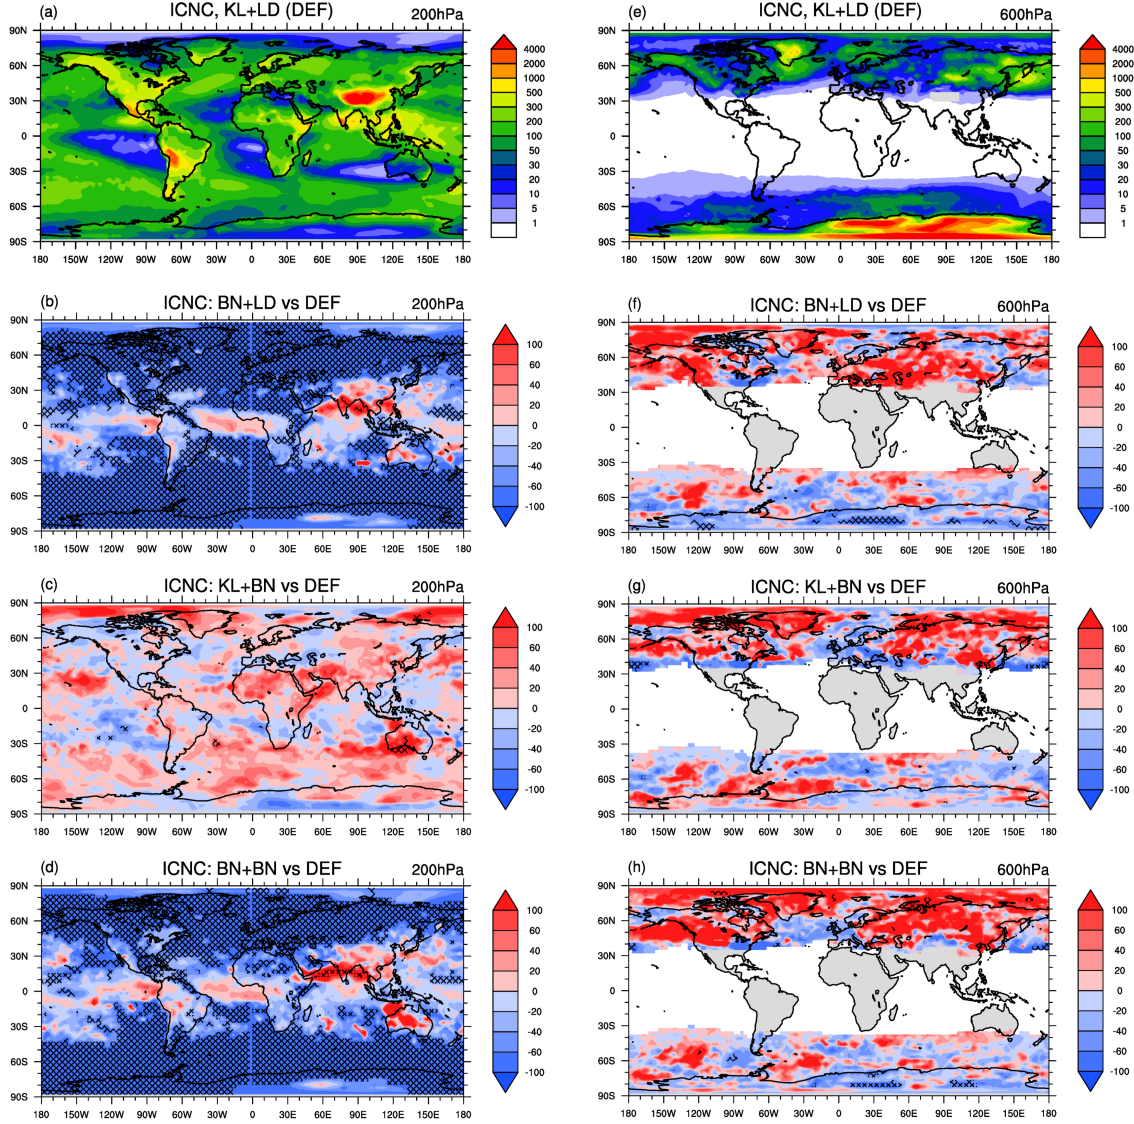 (a) ICNC, KL+LD (DEF) 200hPa
90N
60N
30N
0
30S
60S
90S
180 150W 120W 90W 60W 30W 0 30E 60E 90E 120E 150E 180
4000
2000
1000
500
300
200
100
50
30
20
10
5
1
(e) ICNC, KL+LD (DEF) 600hPa
90N
60N
30N
0
30S
60S
90S
180 150W 120W 90W 60W 30W 0 30E 60E 90E 120E 150E 180
4000
2000
1000
500
300
200
100
50
30
20
10
5
1
(b) ICNC: BN+LD vs DEF 200hPa
90N
60N
30N
0
30S
60S
90S
180 150W 120W 90W 60W 30W 0 30E 60E 90E 120E 150E 180
100
60
40
20
0
-20
-40
-60
-100
(f) ICNC: BN+LD vs DEF 600hPa
90N
60N
30N
0
30S
60S
90S
180 150W 120W 90W 60W 30W 0 30E 60E 90E 120E 150E 180
100
60
40
20
0
-20
-40
-60
-100
(c) ICNC: KL+BN vs DEF 200hPa
90N
60N
30N
0
30S
60S
90S
180 150W 120W 90W 60W 30W 0 30E 60E 90E 120E 150E 180
100
60
40
20
0
-20
-40
-60
-100
(g) ICNC: KL+BN vs DEF 600hPa
90N
60N
30N
0
30S
60S
90S
180 150W 120W 90W 60W 30W 0 30E 60E 90E 120E 150E 180
100
60
40
20
0
-20
-40
-60
-100
(d) ICNC: BN+BN vs DEF 200hPa
90N
60N
30N
0
30S
60S
90S
180 150W 120W 90W 60W 30W 0 30E 60E 90E 120E 150E 180
100
60
40
20
0
-20
-40
-60
-100
(h) ICNC: BN+BN vs DEF 600hPa
90N
60N
30N
0
30S
60S
90S
180 150W 120W 90W 60W 30W 0 30E 60E 90E 120E 150E 180
100
60
40
20
0
-20
-40
-60
-100